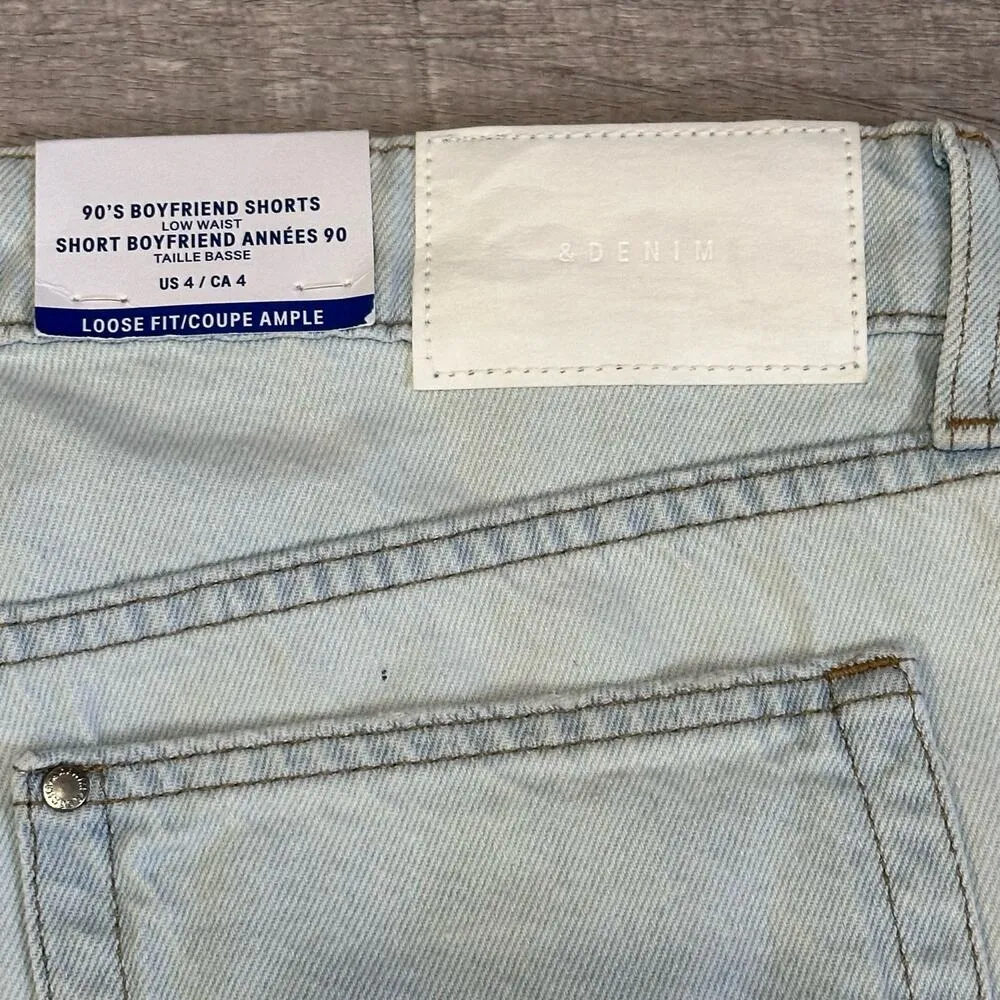 90'S BOYFRIEND SHORTS
LOW WAIST
SHORT BOYFRIEND ANNÉES 90
TAILLE BASSE
US 4 / CA 4
LOOSE FIT/COUPE AMPLE
&DENIM